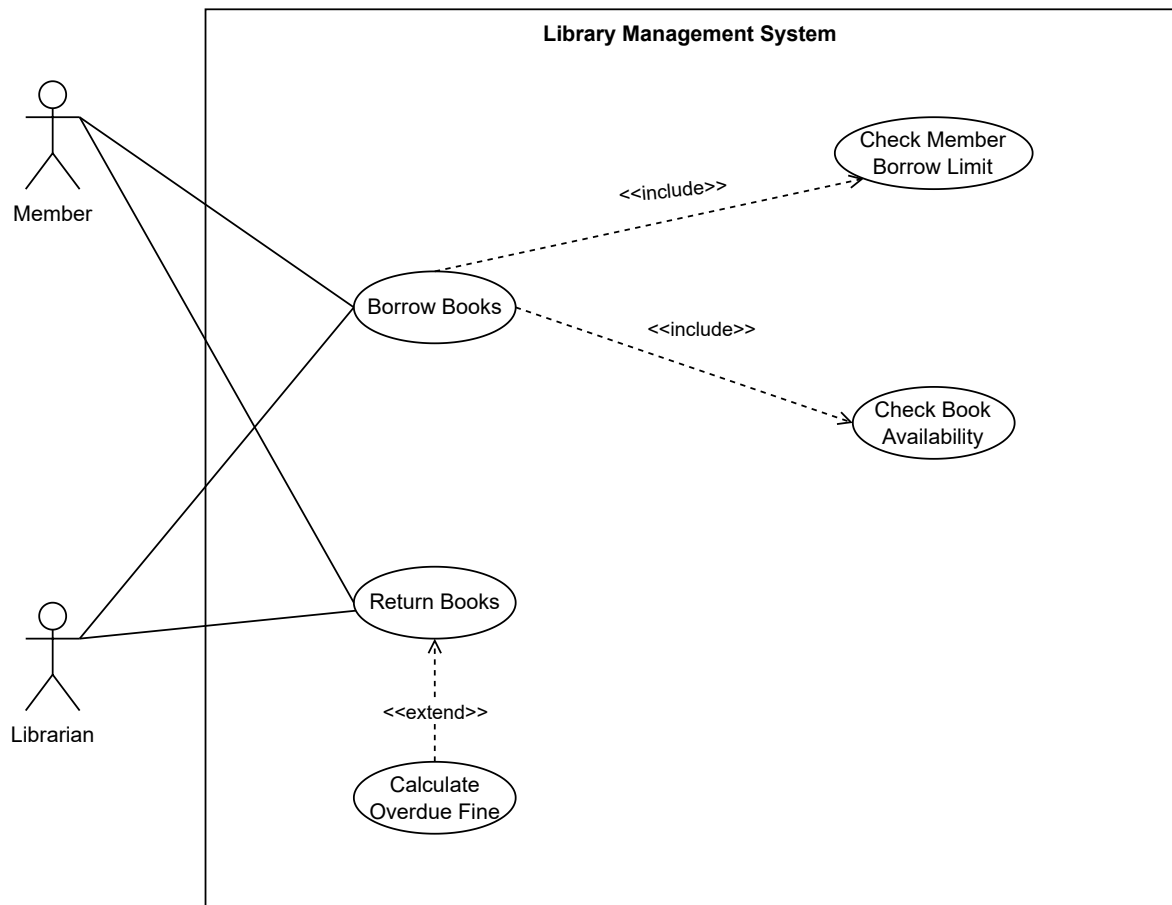 Library Management System
Member
Check Member
Borrow Limit
<<include>>
Borrow Books
<<include>>
Check Book
Availability
Return Books
Librarian
<<extend>>
Calculate
Overdue Fine